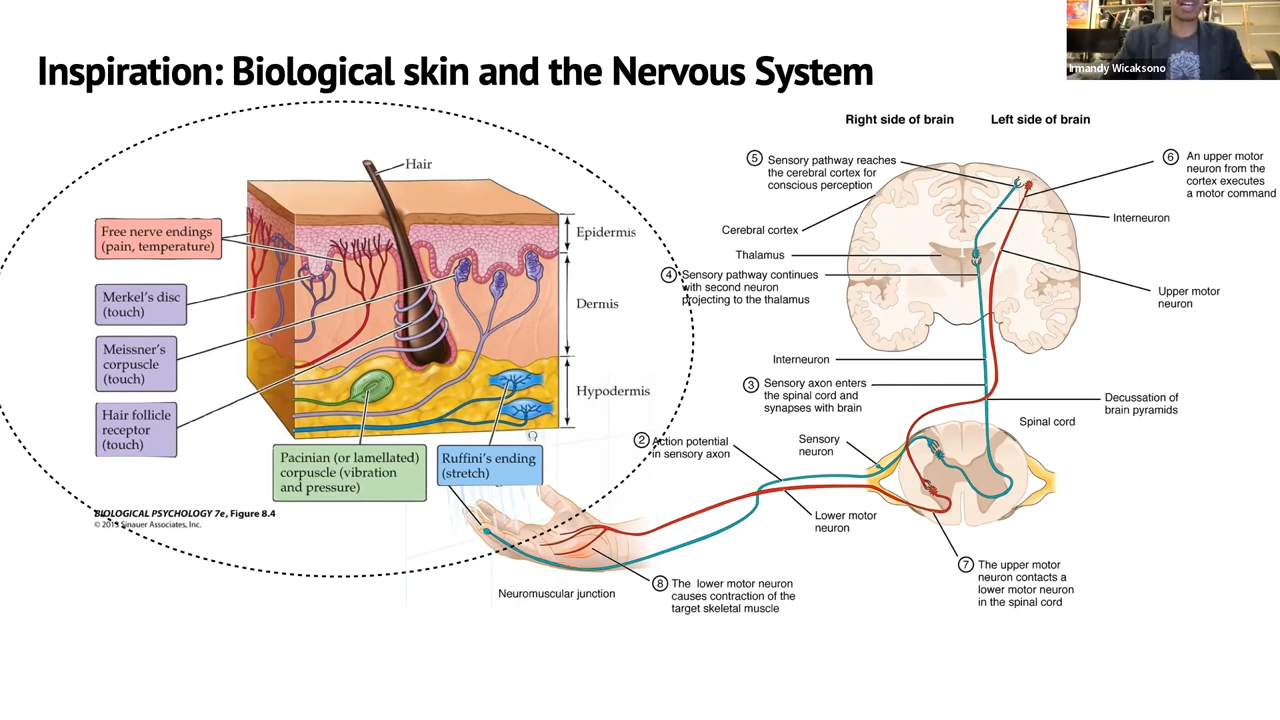 Irmandy Wicaksono
Inspiration: Biological skin and the Nervous System
Hair
Free nerve endings
(pain, temperature)
Merkel's disc
(touch)
Meissner's
corpuscle
(touch)
Hair follicle
receptor
(touch)
Epidermis
Dermis
Hypodermis
Pacinian (or lamellated)
corpuscle (vibration
and pressure)
Ruffini's ending
(stretch)
BIOLOGICAL PSYCHOLOGY 7e, Figure 8.4
© 2013 Sinauer Associates, Inc.
Right side of brain
Left side of brain
5 Sensory pathway reaches
the cerebral cortex for
conscious perception
6 An upper motor
neuron from the
cortex executes
a motor command
Cerebral cortex
Interneuron
Thalamus
4 Sensory pathway continues
with second neuron
projecting to the thalamus
Upper motor
neuron
Interneuron
3 Sensory axon enters
the spinal cord and
synapses with brain
Decussation of
brain pyramids
Spinal cord
2 Action potential
in sensory axon
Sensory
neuron
Lower motor
neuron
7 The upper motor
neuron contacts a
lower motor neuron
in the spinal cord
8 The lower motor neuron
causes contraction of the
target skeletal muscle
Neuromuscular junction